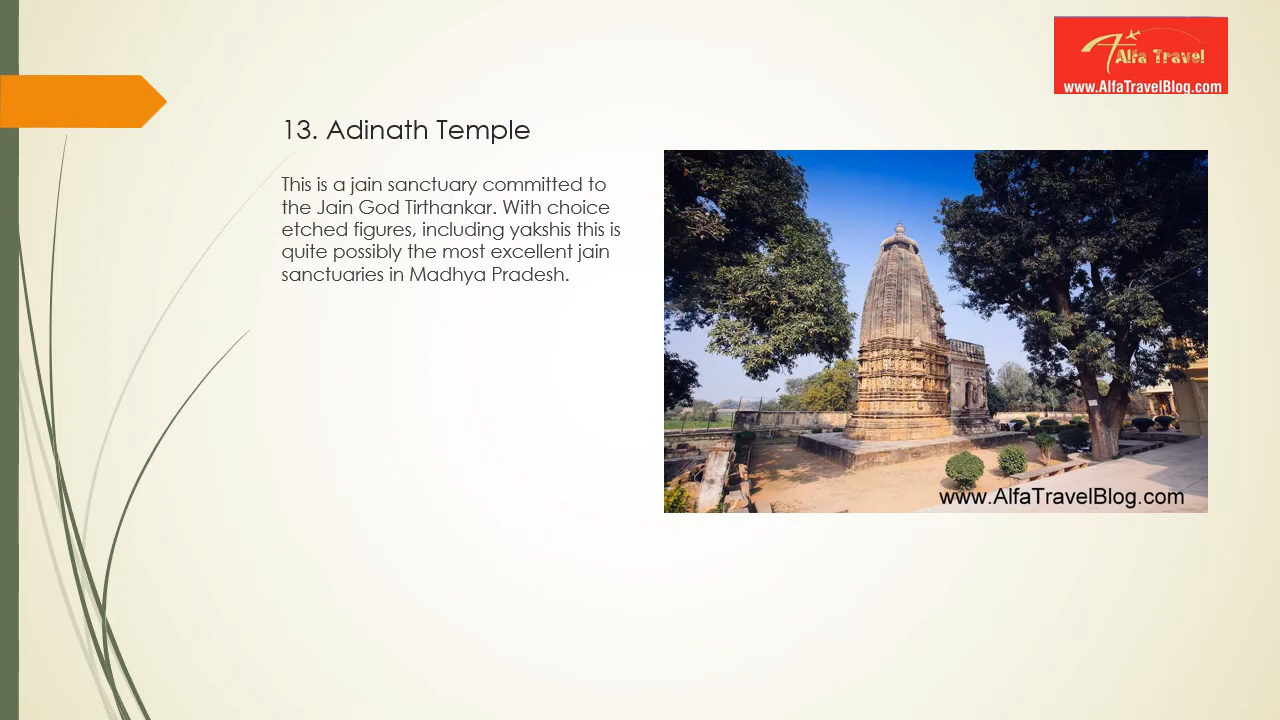 Alfa Travel
www.AlfaTravelBlog.com
13. Adinath Temple
This is a jain sanctuary committed to
the Jain God Tirthankar. With choice
etched figures, including yakshis this is
quite possibly the most excellent jain
sanctuaries in Madhya Pradesh.
www.AlfaTravelBlog.com